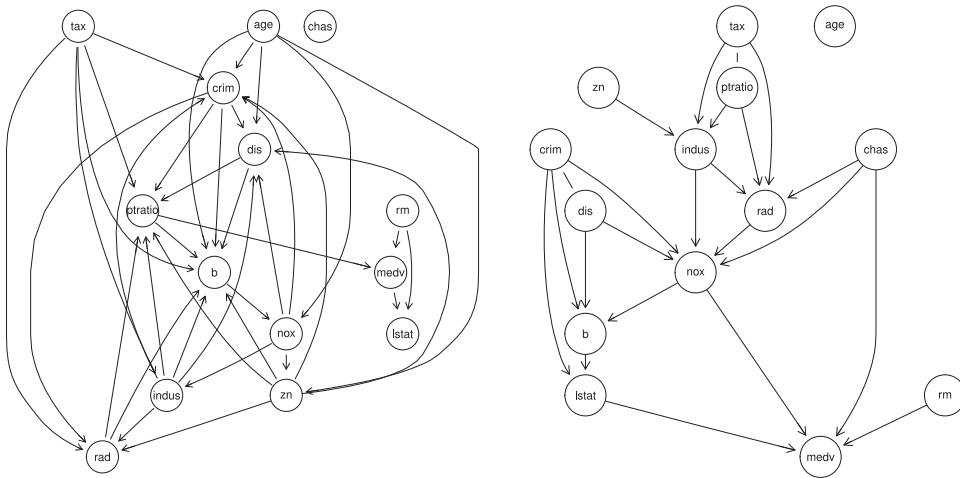 tax
age
chas
crim
dis
ptratio
rm
b
medv
nox
lstat
indus
zn
rad
tax
age
zn
ptratio
crim
indus
chas
dis
rad
nox
b
lstat
rm
medv